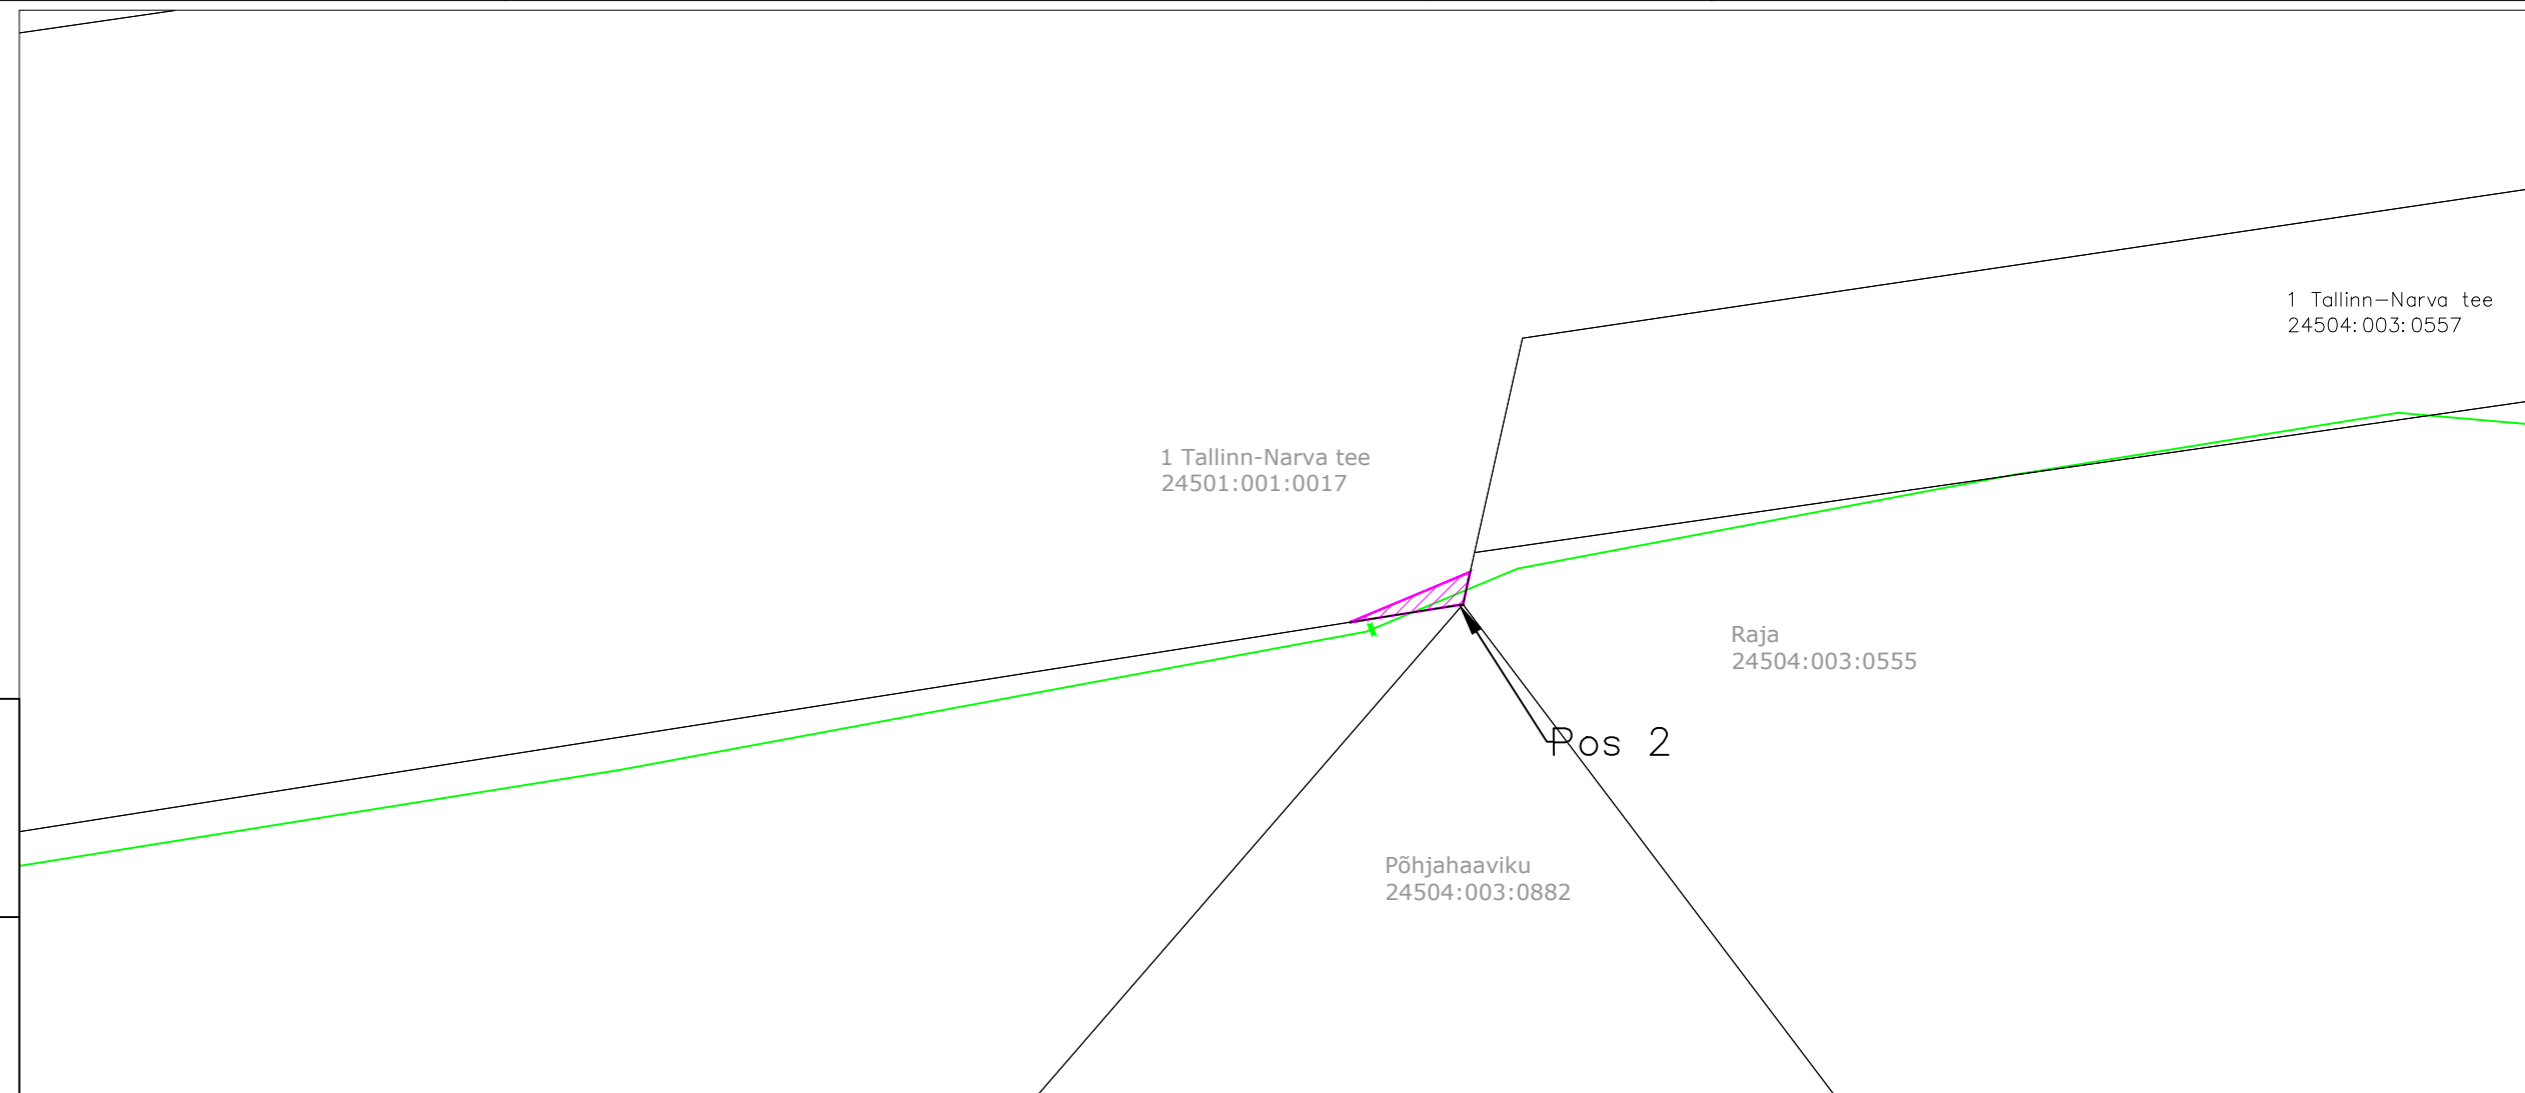 1 Tallinn–Narva tee
24504:003:0557
1 Tallinn-Narva tee
24501:001:0017
Raja
24504:003:0555
Pos 2
Põhjahaaviku
24504:003:0882